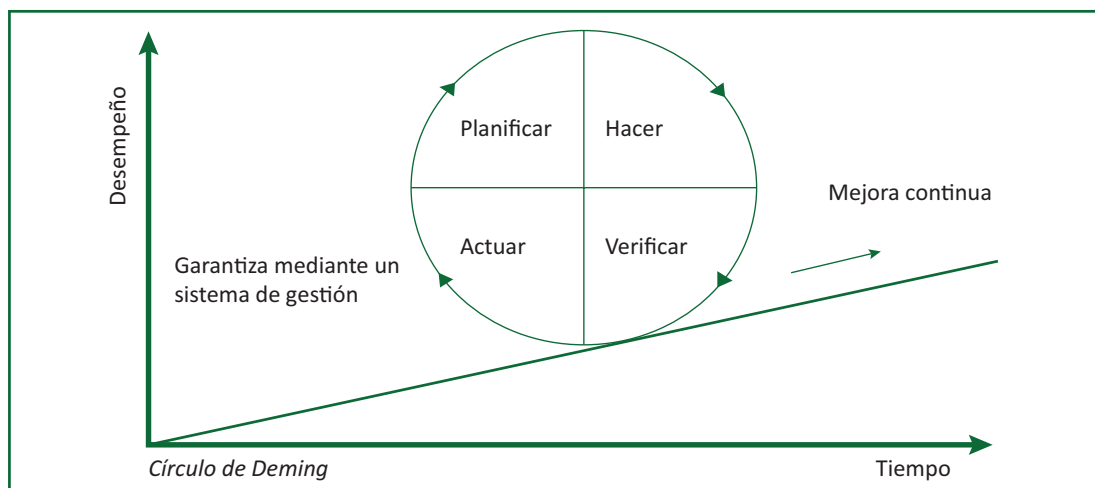 Desempeño
Planificar
Hacer
Mejora continua
Actuar
Verificar
Garantiza mediante un
sistema de gestión
Círculo de Deming
Tiempo